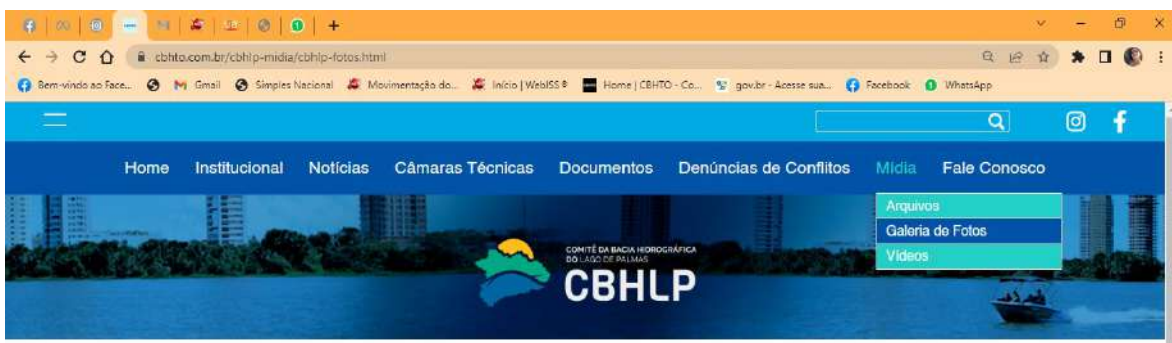 cbhto.com.br/cbhlp-midia/cbhlp-fotos.html
Bem-vindo ao Face... Gmail Simples Nacional Movimentação do... Início | WebISS ® Home | CBHTO - Co... gov.br - Acesse sua... Facebook WhatsApp
Home Institucional Notícias Câmaras Técnicas Documentos Denúncias de Conflitos Mídia Fale Conosco
Arquivos
Galeria de Fotos
Vídeos
COMITÊ DA BACIA HIDROGRÁFICA
DO LAGO DE PALMAS
CBHLP